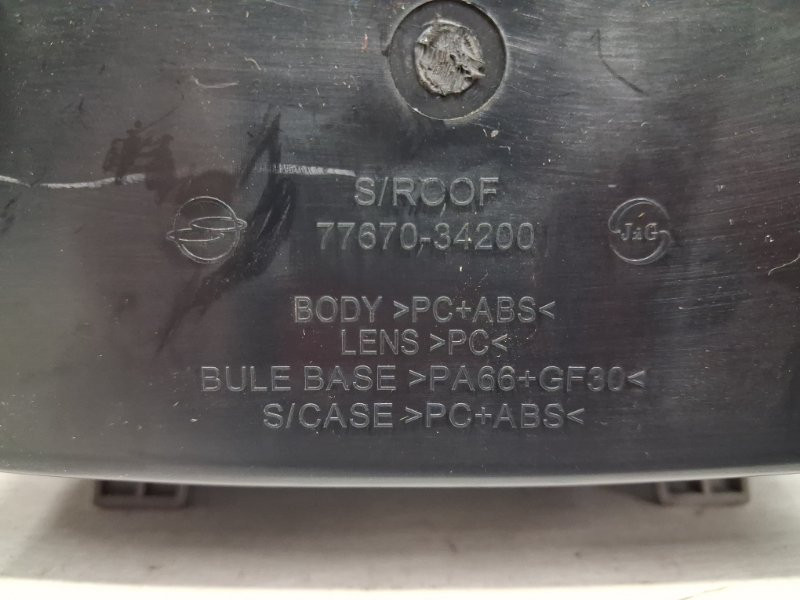 S/ROOF
77670-34200
J&G
BODY >PC+ABS<
LENS >PC<
BULE BASE >PA66+GF30<
S/CASE >PC+ABS<